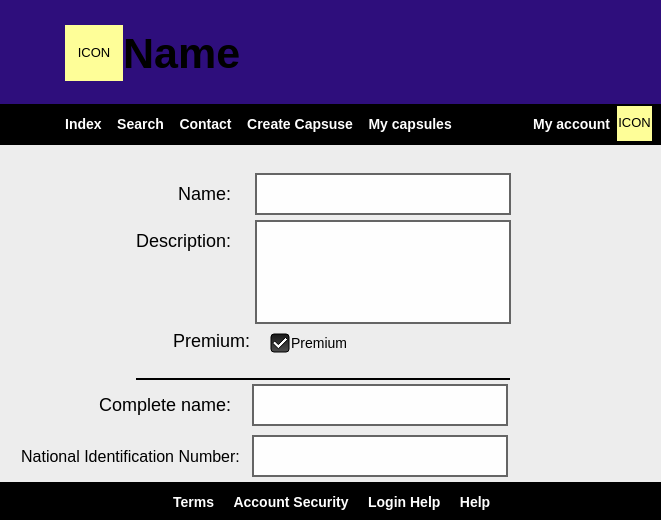 ICON Name
Index Search Contact Create Capsuse My capsules My account ICON
Name:
Description:
Premium: Premium
Complete name:
National Identification Number:
Terms Account Security Login Help Help